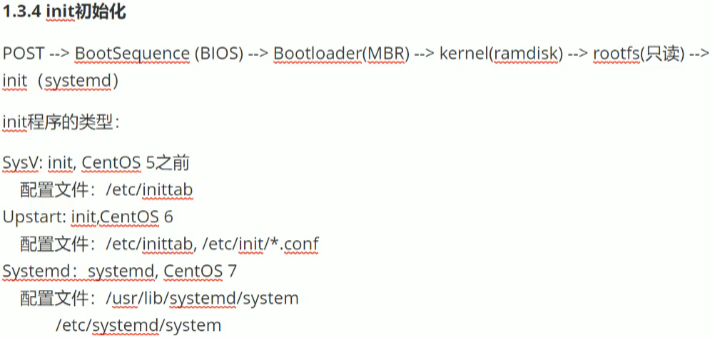 1.3.4 init初始化
POST --> BootSequence (BIOS) --> Bootloader(MBR) --> kernel(ramdisk) --> rootfs(只读) -->
init（systemd）
init程序的类型：
SysV: init, CentOS 5之前
配置文件：/etc/inittab
Upstart: init,CentOS 6
配置文件：/etc/inittab, /etc/init/*.conf
Systemd：systemd, CentOS 7
配置文件：/usr/lib/systemd/system
/etc/systemd/system